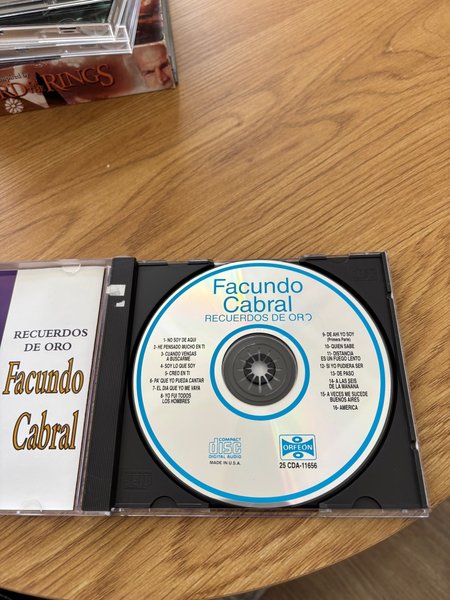 RINGS
RECUERDOS
DE ORO
Facundo
Cabral
Facundo
Cabral
RECUERDOS DE ORO
1- NO SOY DE AQUI
2- HE PENSADO MUCHO EN TI
3- CUANDO VENGAS
A BUSCARME
4- SOY LO QUE SOY
5- CREO EN TI
6- PA' QUE YO PUEDA CANTAR
7- EL DIA QUE YO ME VAYA
8- YO FUI TODOS
LOS HOMBRES
9- DE AHI YO SOY
(Primera Parte)
10- QUIEN SABE
11- DISTANCIA
ES UN FUEGO LENTO
12- SI YO PUDIERA SER
13- DE PASO
14- A LAS SEIS
DE LA MAÑANA
15- A VECES ME SUCEDE
BUENOS AIRES
16- AMERICA
COMPACT
disc
DIGITAL AUDIO
MADE IN U.S.A.
ORFEON
25 CDA-11656